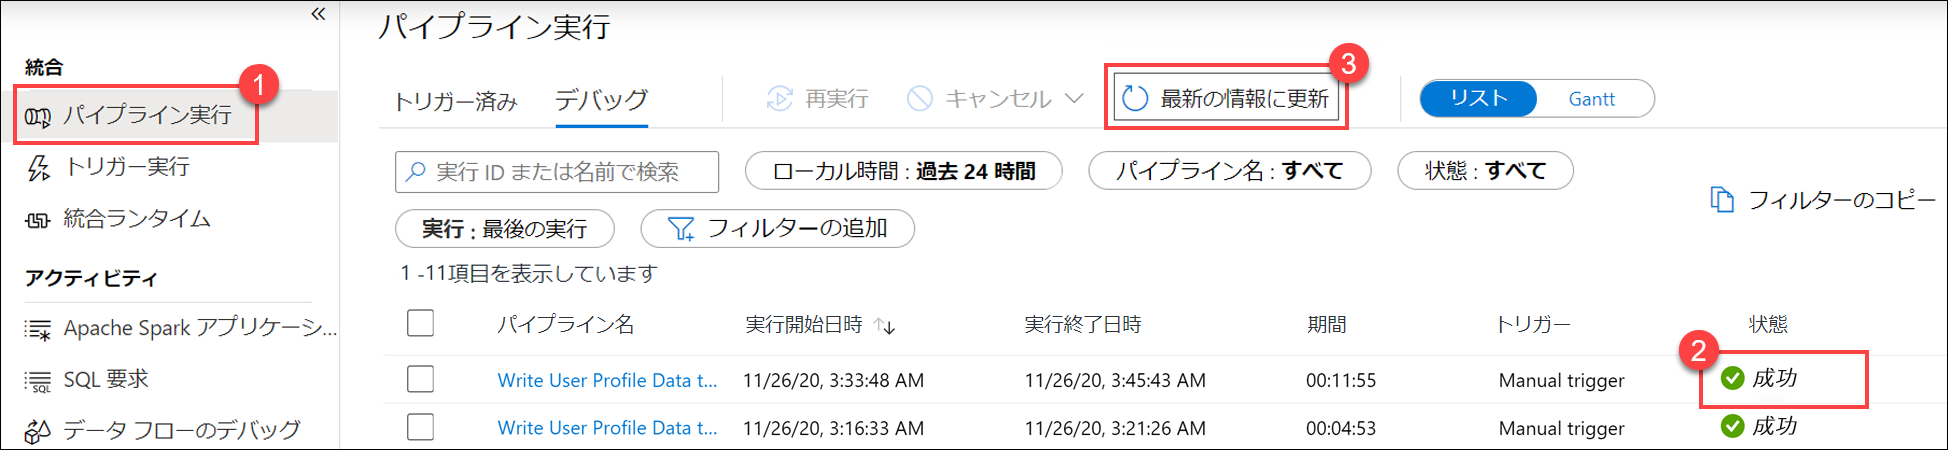 «
パイプライン実行
統合
1
パイプライン実行
トリガー実行
統合ランタイム
アクティビティ
Apache Spark アプリケーシ...
SQL 要求
データ フローのデバッグ
トリガー済み デバッグ 再実行 キャンセル 最新の情報に更新 リスト Gantt
3
実行 ID または名前で検索 ローカル時間 : 過去 24 時間 パイプライン名 : すべて 状態 : すべて
フィルターのコピー
実行 : 最後の実行 フィルターの追加
1 -11項目を表示しています
パイプライン名 実行開始日時 ↑↓ 実行終了日時 期間 トリガー 状態
2
Write User Profile Data t... 11/26/20, 3:33:48 AM 11/26/20, 3:45:43 AM 00:11:55 Manual trigger 成功
Write User Profile Data t... 11/26/20, 3:16:33 AM 11/26/20, 3:21:26 AM 00:04:53 Manual trigger 成功